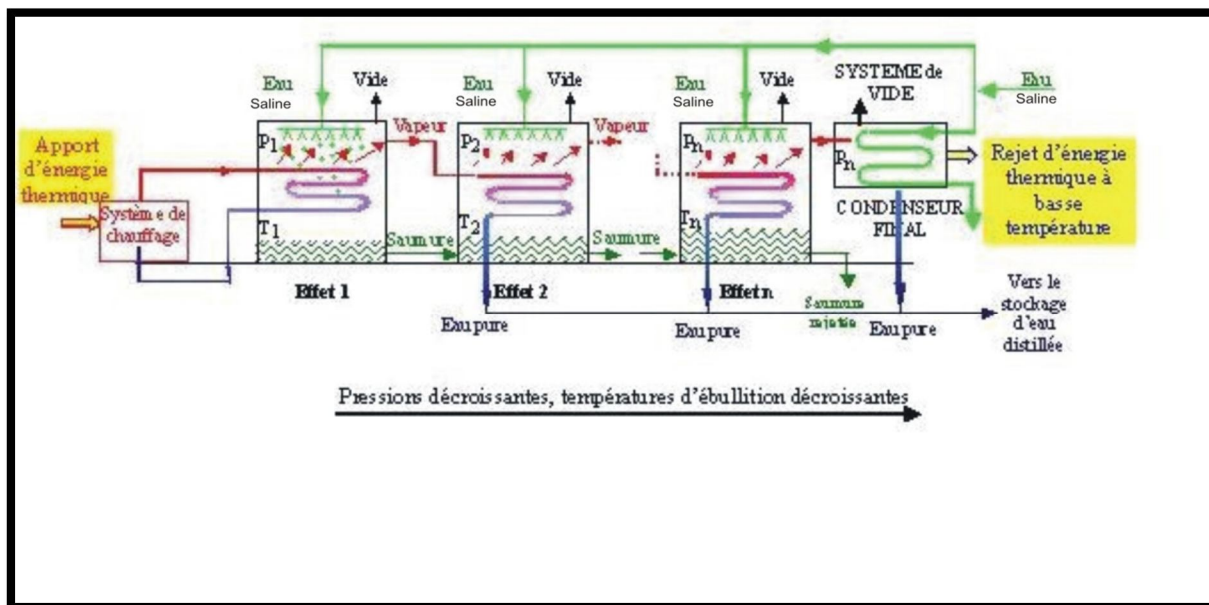 Eau
Saline
Vide
Eau
Saline
Vide
Eau
Saline
Vide
SYSTEME de
VIDE
Eau
Saline
Apport
d'énergie
thermique
Système de
chauffage
P1
T1
Vapeur
P2
T2
Vapeur
Pn
Tn
Pn
CONDENSEUR
FINAL
Rejet d'énergie
thermique à
basse
température
Saumure
Saumure
Effet 1
Effet 2
Effet n
Saumure
rejetée
Eau pure
Eau pure
Eau pure
Vers le
stockage
d'eau
distillée
Pressions décroissantes, températures d'ébullition décroissantes